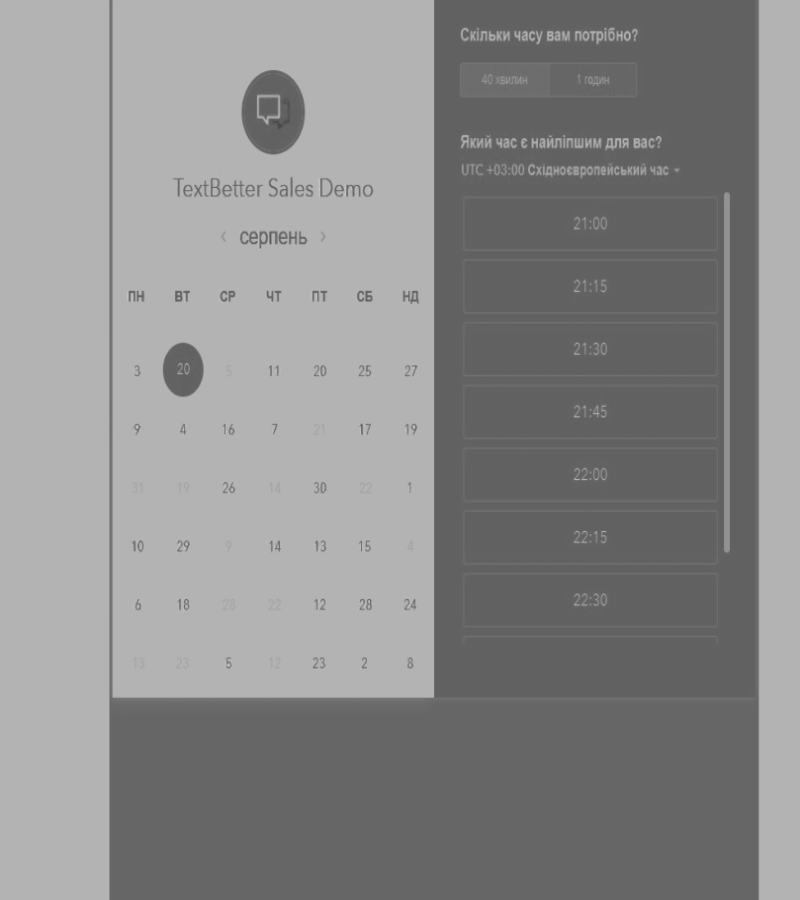 TextBetter Sales Demo
серпень
ПН ВТ СР ЧТ ПТ СБ НД
3 20 5 11 20 25 27
9 4 16 7 21 17 19
31 19 26 14 30 22 1
10 29 9 14 13 15 4
6 18 28 22 12 28 24
13 23 5 12 23 2 8
Скільки часу вам потрібно?
40 хвилин 1 годин
Який час є найліпшим для вас?
UTC +03:00 Східноєвропейський час
21:00
21:15
21:30
21:45
22:00
22:15
22:30